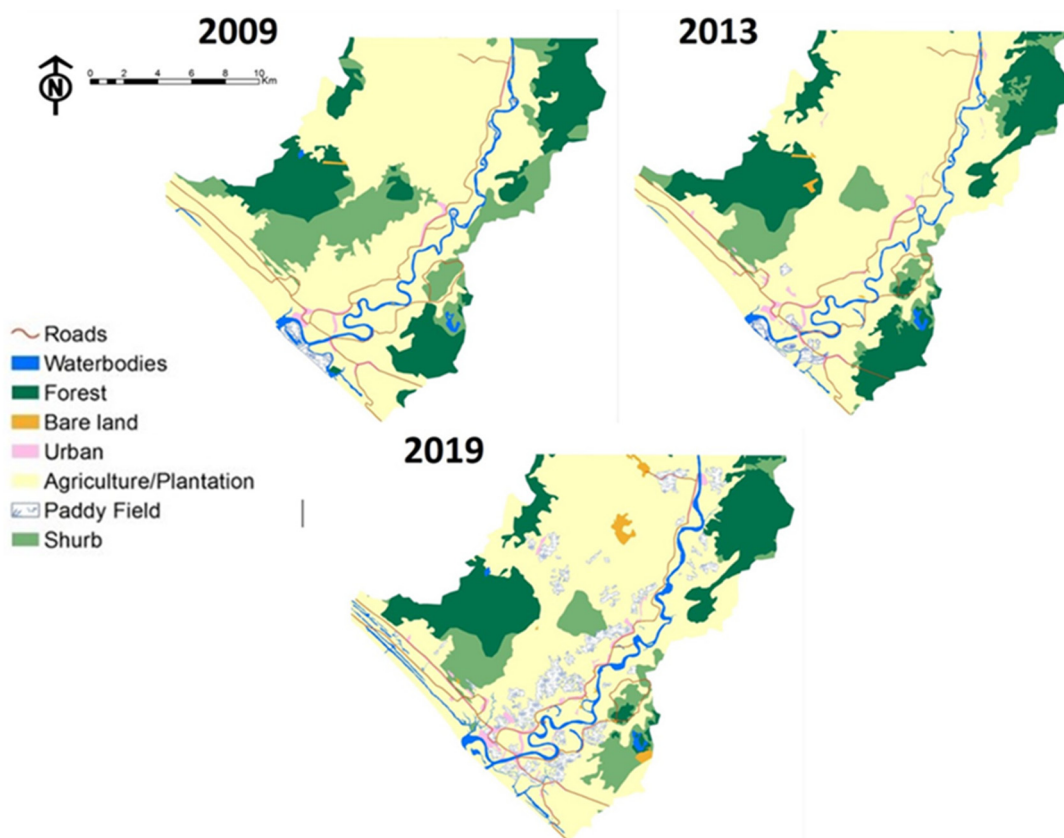 2009
2013
N
0 2 4 6 8 10
Km
Roads
Waterbodies
Forest
Bare land
Urban
Agriculture/Plantation
Paddy Field
Shurb
2019